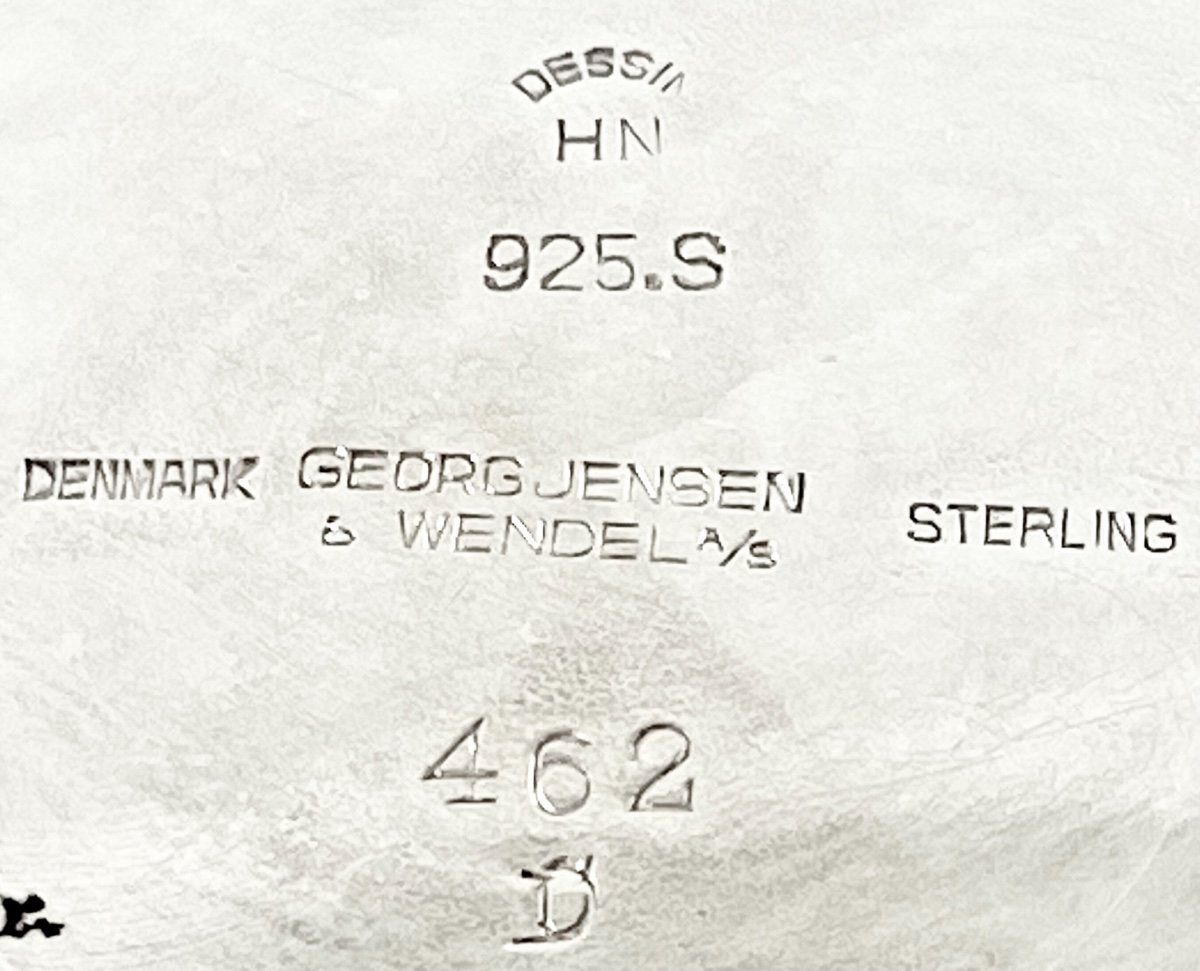 DESSIN
HN
925.S
DENMARK GEORG JENSEN STERLING
& WENDEL A/S
462
D